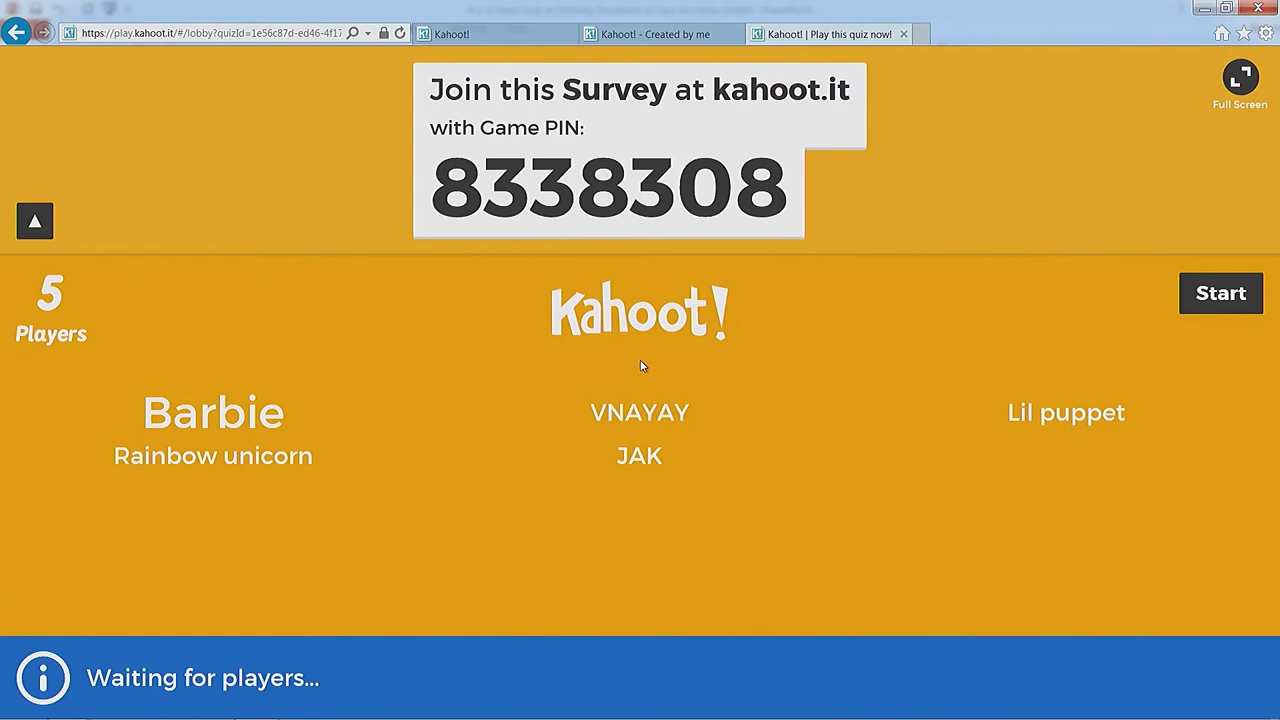 https://play.kahoot.it/#/lobby?quizId=1e56c87d-ed46-4f17
Kahoot!
Kahoot! - Created by me
Kahoot! | Play this quiz now!
Join this Survey at kahoot.it
with Game PIN:
8338308
Full Screen
5
Players
Kahoot!
Start
Barbie
VNAYAY
Lil puppet
Rainbow unicorn
JAK
Waiting for players...